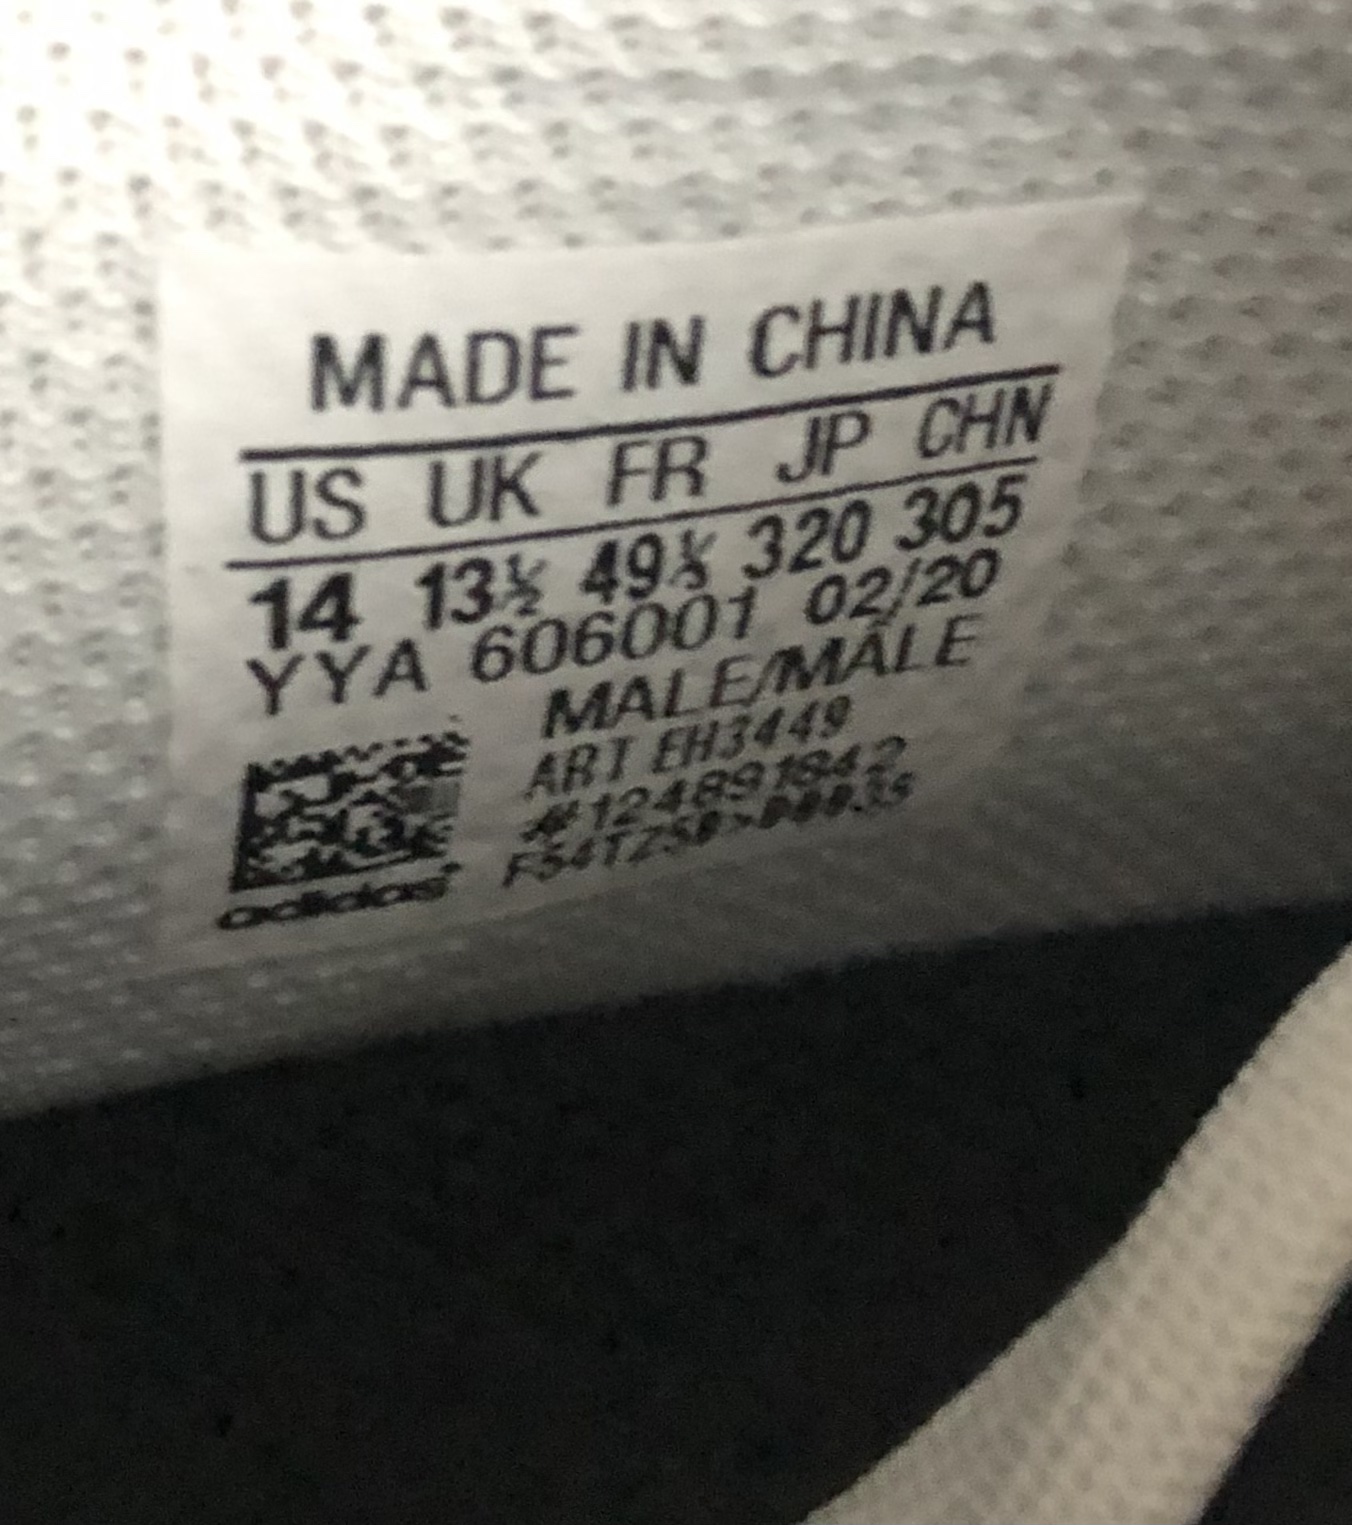 MADE IN CHINA
US UK FR JP CHN
14 13½ 49⅓ 320 305
YYA 606001 02/20
MALE/MÂLE
ART EH3449
#124891842
adidas